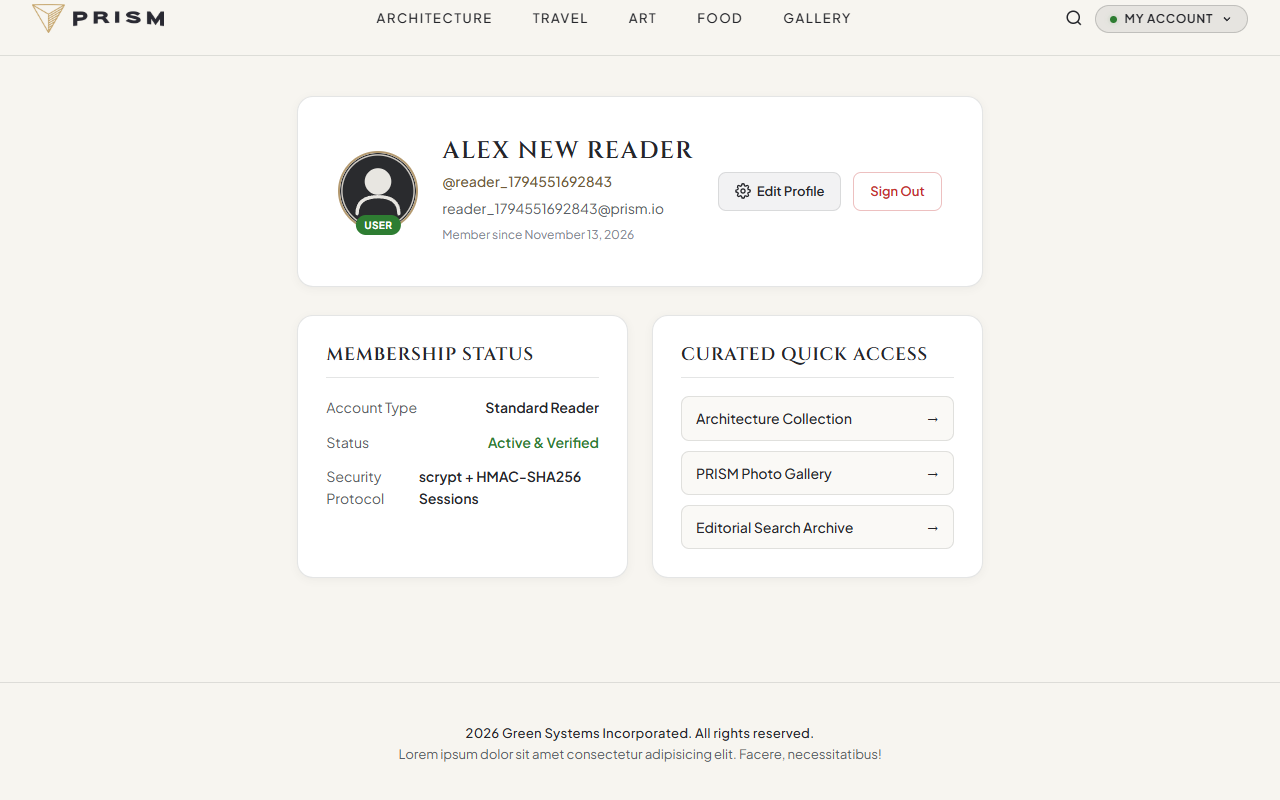 PRISM
ARCHITECTURE TRAVEL ART FOOD GALLERY
MY ACCOUNT
ALEX NEW READER
@reader_1794551692843
reader_1794551692843@prism.io
Member since November 13, 2026
USER
Edit Profile
Sign Out
MEMBERSHIP STATUS
Account Type Standard Reader
Status Active & Verified
Security Protocol scrypt + HMAC-SHA256 Sessions
CURATED QUICK ACCESS
Architecture Collection →
PRISM Photo Gallery →
Editorial Search Archive →
2026 Green Systems Incorporated. All rights reserved.
Lorem ipsum dolor sit amet consectetur adipisicing elit. Facere, necessitatibus!